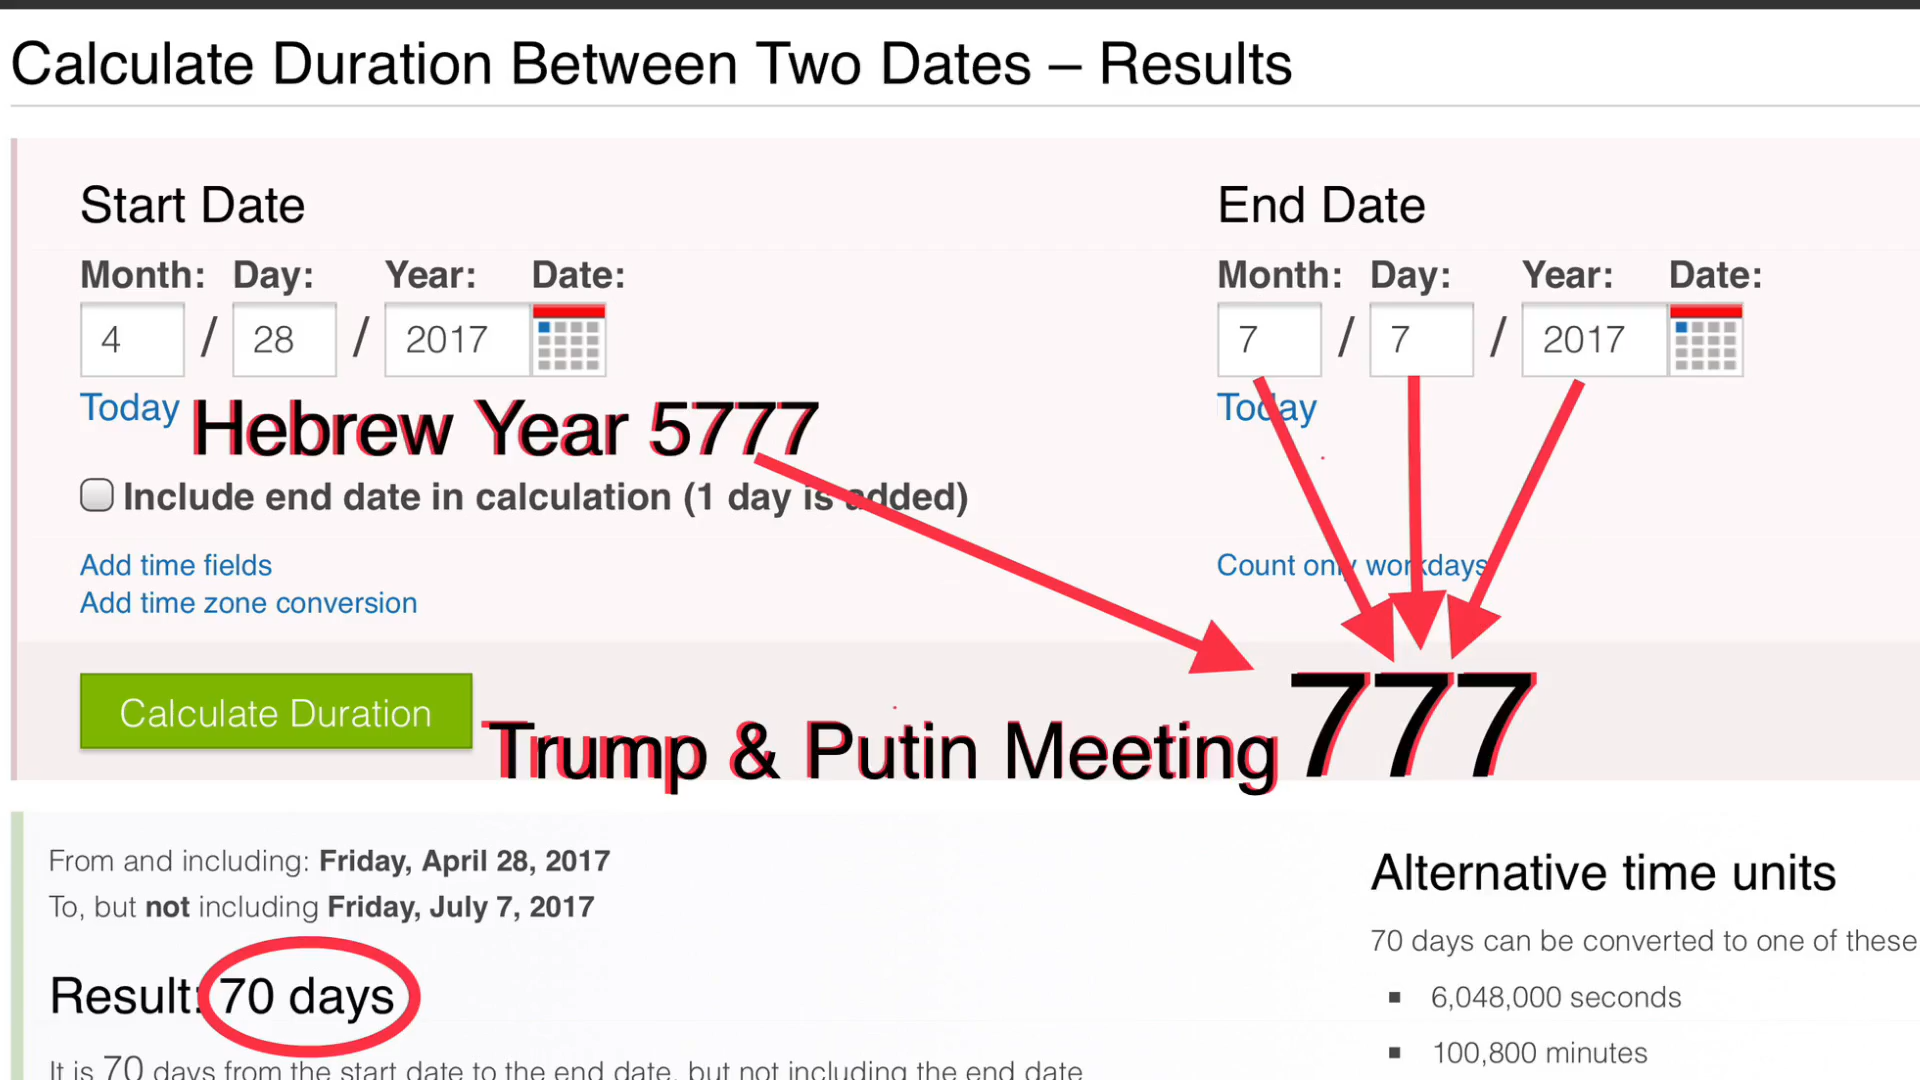 Calculate Duration Between Two Dates – Results
Start Date
End Date
Month: Day: Year: Date:
Month: Day: Year: Date:
4 / 28 / 2017
7 / 7 / 2017
Today
Hebrew Year 5777
Today
Include end date in calculation (1 day is added)
Add time fields
Count only workdays
Add time zone conversion
Calculate Duration
Trump & Putin Meeting 777
From and including: Friday, April 28, 2017
To, but not including Friday, July 7, 2017
Result: 70 days
It is 70 days from the start date to the end date, but not including the end date
Alternative time units
70 days can be converted to one of these
▪ 6,048,000 seconds
▪ 100,800 minutes